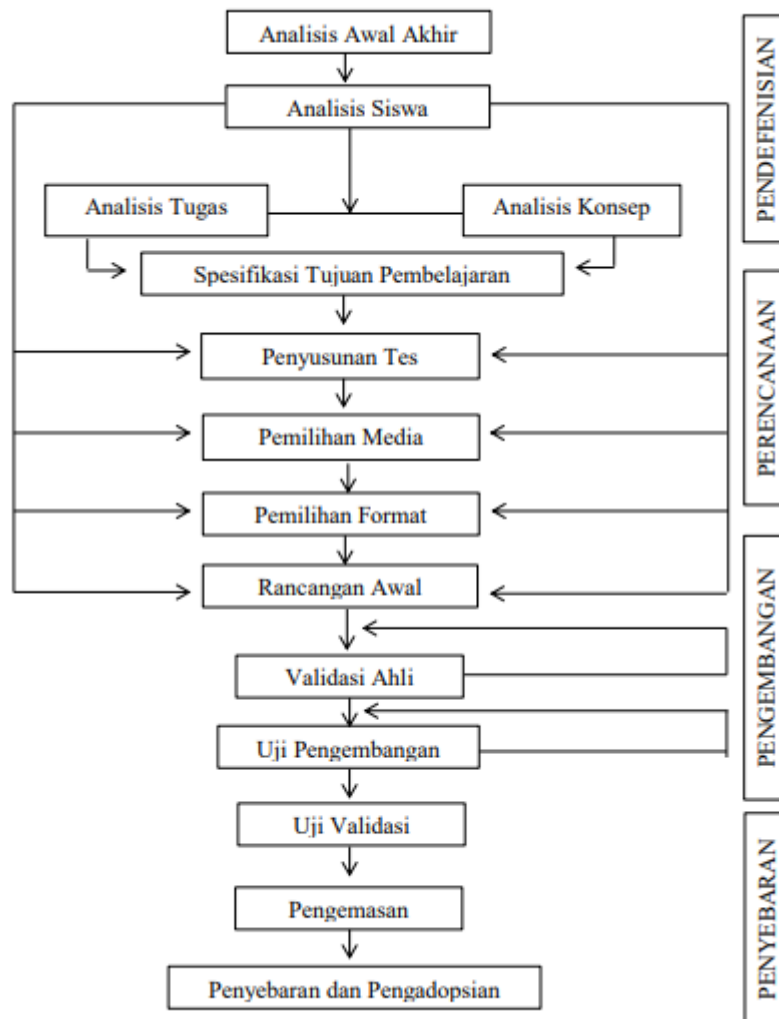 Analisis Awal Akhir
Analisis Siswa
Analisis Tugas
Analisis Konsep
Spesifikasi Tujuan Pembelajaran
Penyusunan Tes
Pemilihan Media
Pemilihan Format
Rancangan Awal
Validasi Ahli
Uji Pengembangan
Uji Validasi
Pengemasan
Penyebaran dan Pengadopsian
PENDEFENISIAN
PERENCANAAN
PENGEMBANGAN
PENYEBARAN